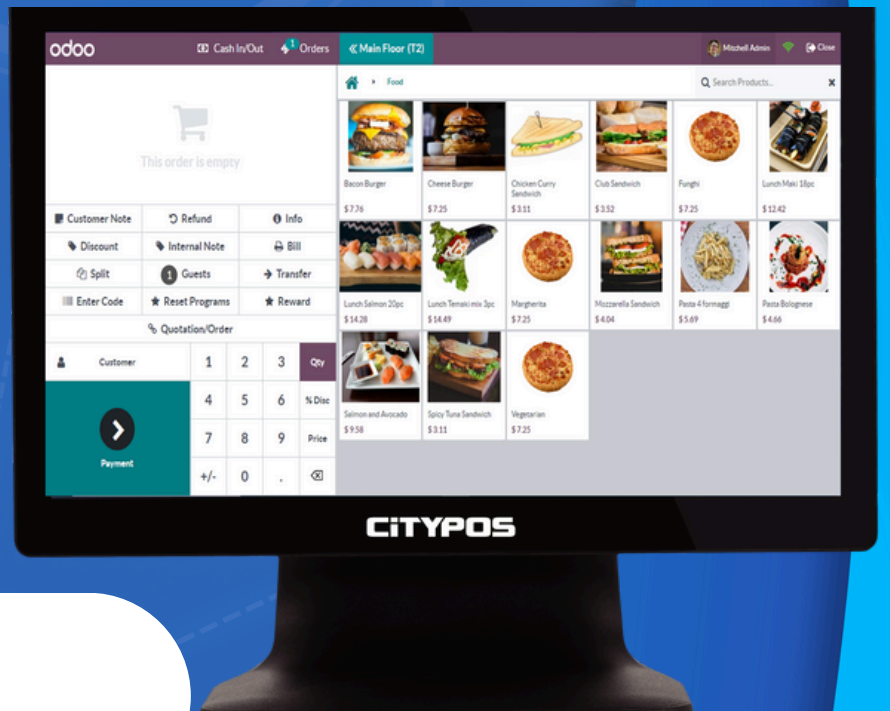 odoo
Cash In/Out
1
Orders
Main Floor (T2)
Mitchell Admin
Close
Food
Search Products...
x
This order is empty
Bacon Burger
$ 7.76
Cheese Burger
$ 7.25
Chicken Curry
Sandwich
$ 3.11
Club Sandwich
$ 3.52
Funghi
$ 7.25
Lunch Maki 18pc
$ 12.42
Customer Note
Refund
Info
Discount
Internal Note
Bill
Split
1 Guests
Transfer
Enter Code
Reset Programs
Reward
Quotation/Order
Lunch Salmon 20pc
$ 14.28
Lunch Temaki mix 3pc
$ 14.49
Margherita
$ 7.25
Mozzarella Sandwich
$ 4.04
Pasta 4 formaggi
$ 5.69
Pasta Bolognese
$ 4.66
Salmon and Avocado
$ 9.58
Spicy Tuna Sandwich
$ 3.11
Vegetarian
$ 7.25
Customer
1 2 3 Qty
4 5 6 % Disc
7 8 9 Price
+/- 0 .
Payment
CiTYPOS